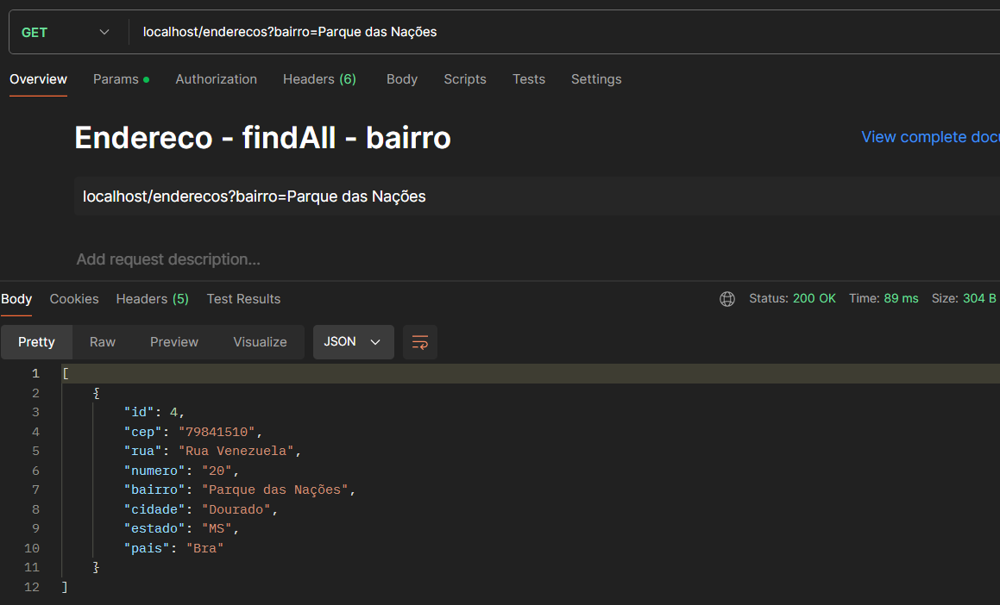 GET localhost/enderecos?bairro=Parque das Nações
Overview Params Authorization Headers (6) Body Scripts Tests Settings
Endereco - findAll - bairro
View complete docu
localhost/enderecos?bairro=Parque das Nações
Add request description...
Body Cookies Headers (5) Test Results Status: 200 OK Time: 89 ms Size: 304 B
Pretty Raw Preview Visualize JSON
1 [
2 {
3 "id": 4,
4 "cep": "79841510",
5 "rua": "Rua Venezuela",
6 "numero": "20",
7 "bairro": "Parque das Nações",
8 "cidade": "Dourado",
9 "estado": "MS",
10 "pais": "Bra"
11 }
12 ]